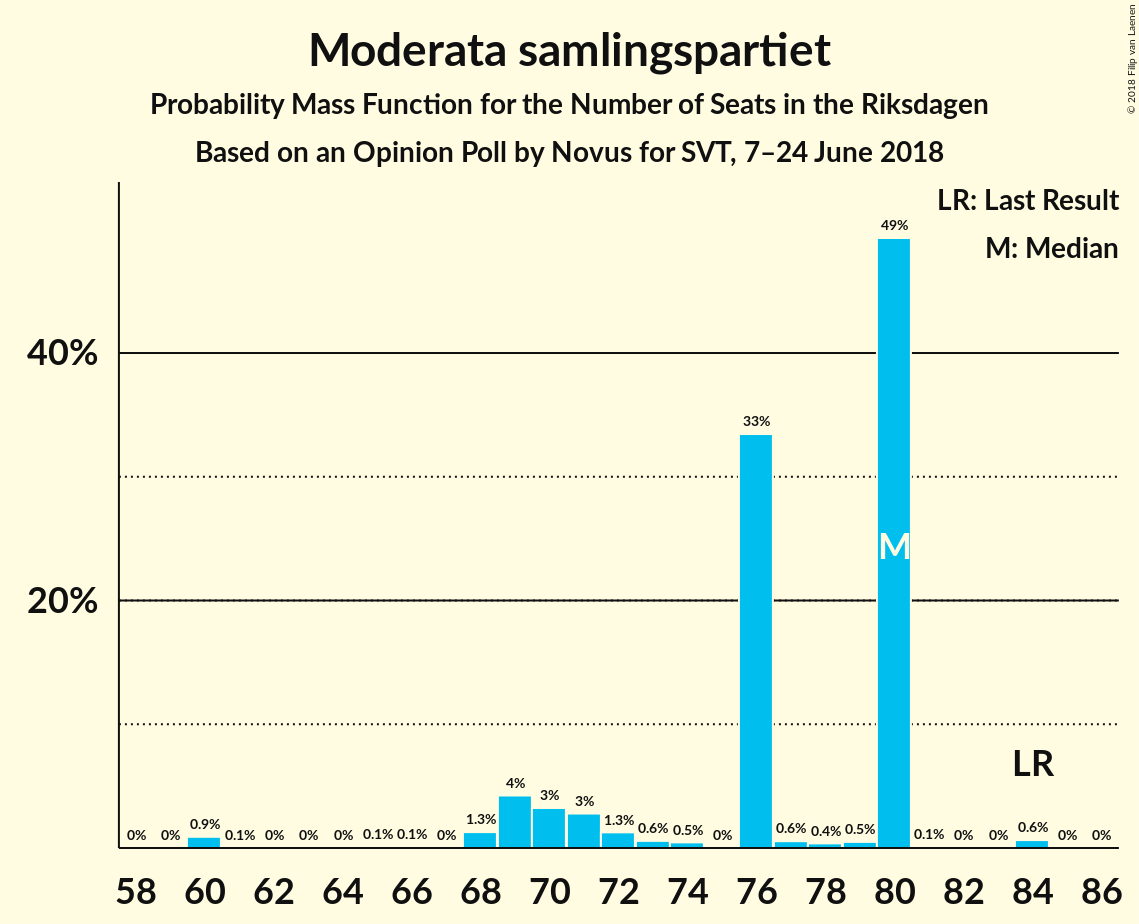 © 2018 Filip van Laenen
Moderata samlingspartiet
Probability Mass Function for the Number of Seats in the Riksdagen
Based on an Opinion Poll by Novus for SVT, 7–24 June 2018
LR: Last Result
M: Median
40%
20%
0% 0% 0.9% 0.1% 0% 0% 0% 0.1% 0.1% 0% 1.3% 4% 3% 3% 1.3% 0.6% 0.5% 0% 33% 0.6% 0.4% 0.5% 49% 0.1% 0% 0% 0.6% 0% 0%
M
LR
58 60 62 64 66 68 70 72 74 76 78 80 82 84 86